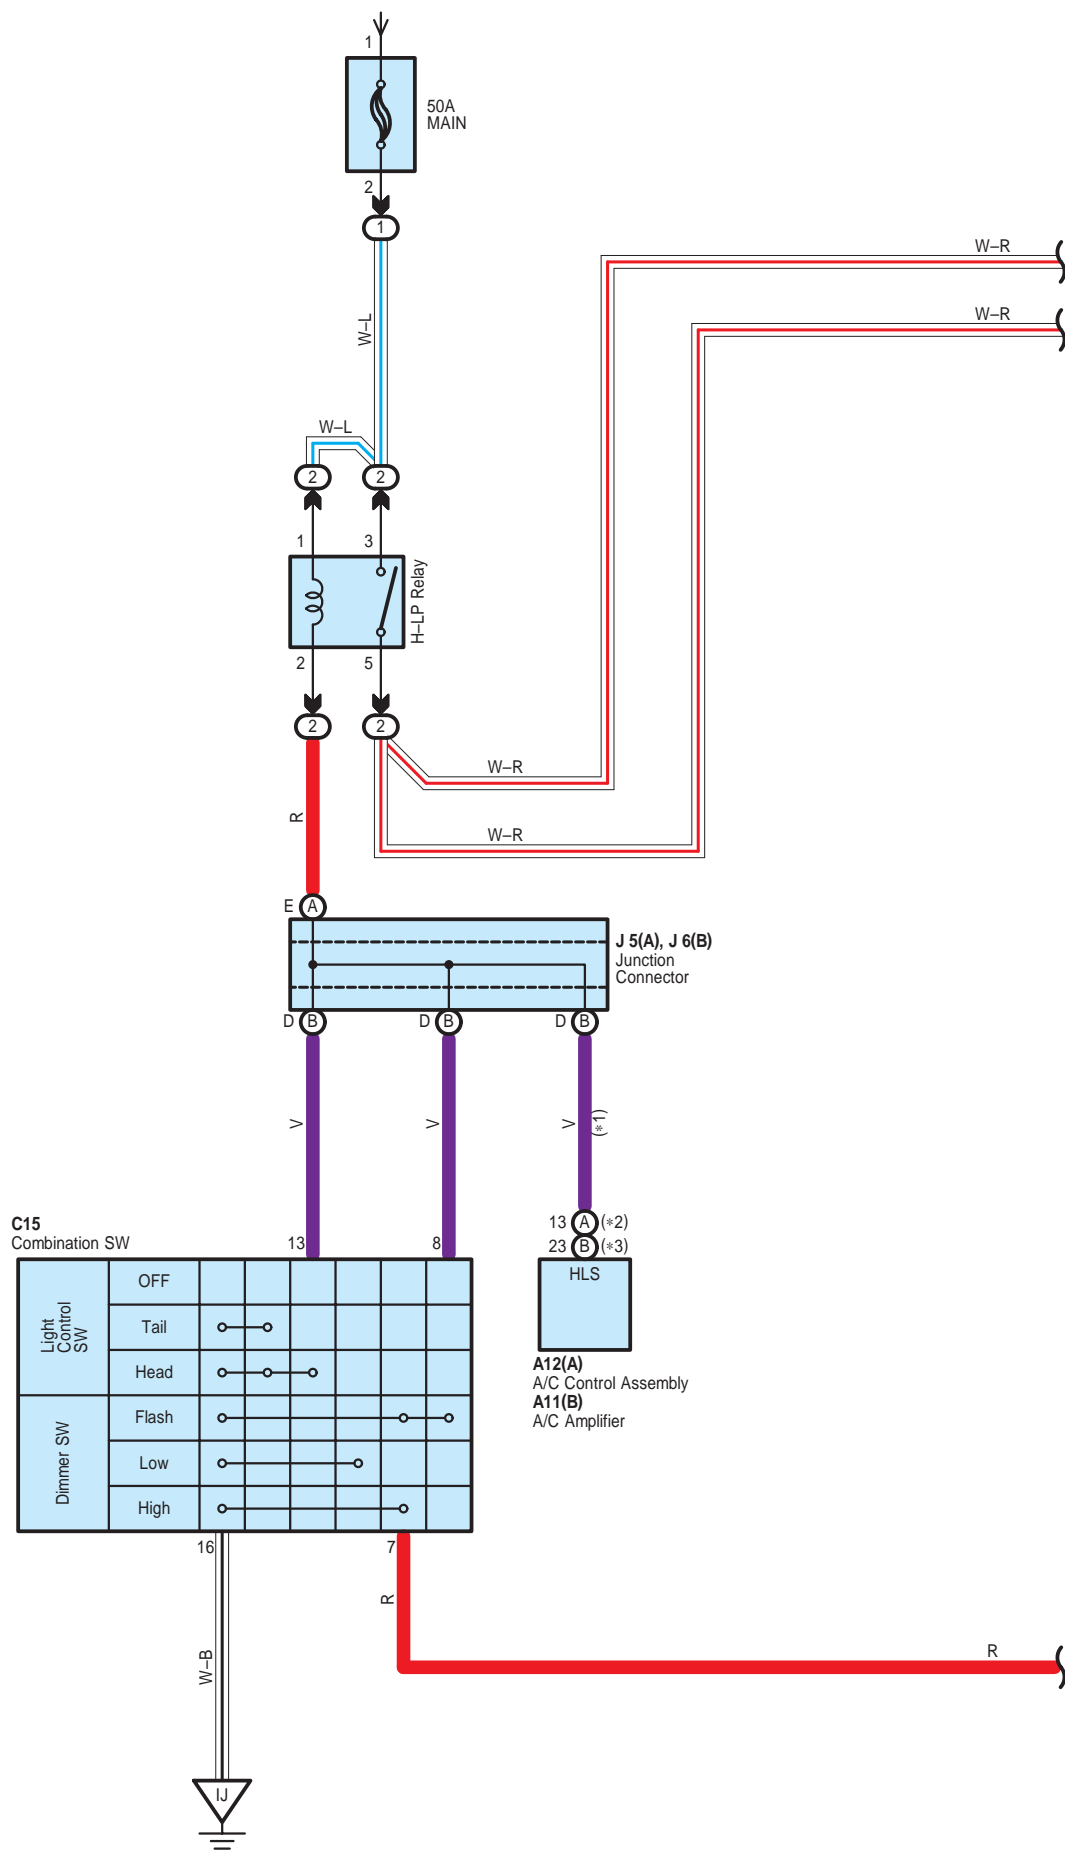 1
50A
MAIN
2
1
W–R
W–R
W–L
W–L
2 2
1 3
H–LP Relay
2 5
2 2
W–R
R
W–R
E A
J 5(A), J 6(B)
Junction
Connector
D B D B D B
V V V (*1)
13 A (*2)
C15
Combination SW
13 8
23 B (*3)
HLS
Light
Control
SW
OFF
Tail
Head
A12(A)
A/C Control Assembly
A11(B)
A/C Amplifier
Dimmer SW
Flash
Low
High
16 7
R
W–B
R
IJ